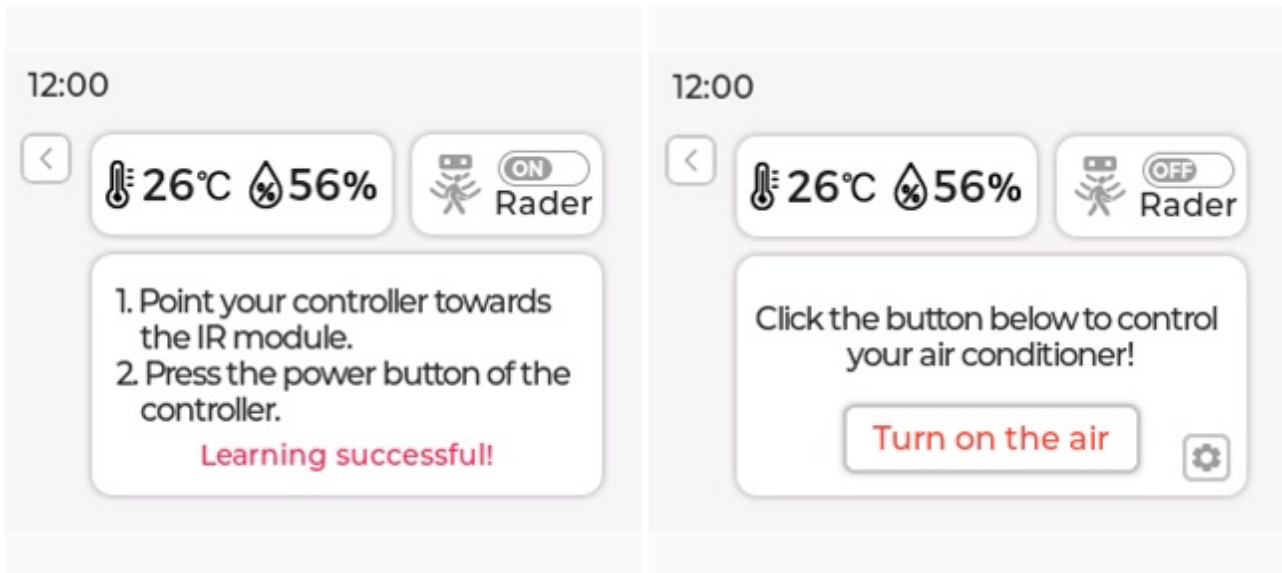 12:00
26℃ 56%
ON
Rader
1. Point your controller towards
the IR module.
2. Press the power button of the
controller.
Learning successful!
12:00
26℃ 56%
OFF
Rader
Click the button below to control
your air conditioner!
Turn on the air